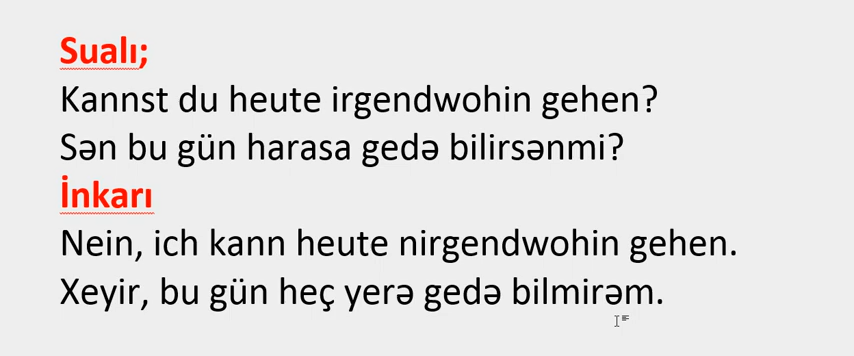 Sualı;
Kannst du heute irgendwohin gehen?
Sən bu gün harasa gedə bilirsənmi?
İnkarı
Nein, ich kann heute nirgendwohin gehen.
Xeyir, bu gün heç yerə gedə bilmirəm.